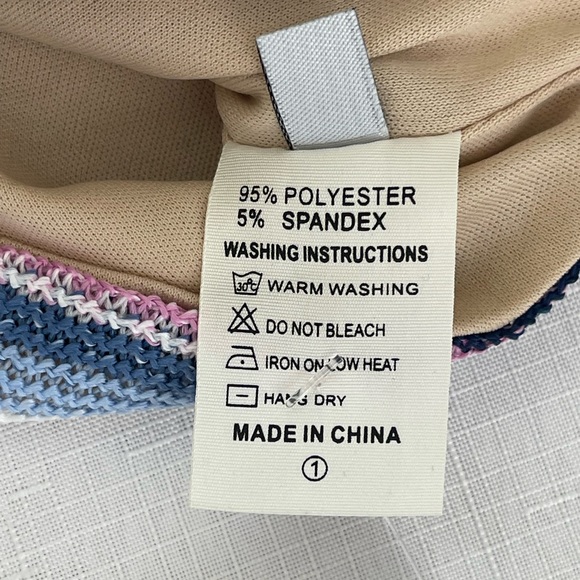 95% POLYESTER
5% SPANDEX
WASHING INSTRUCTIONS
30°C WARM WASHING
DO NOT BLEACH
IRON ON LOW HEAT
HANG DRY
MADE IN CHINA
1